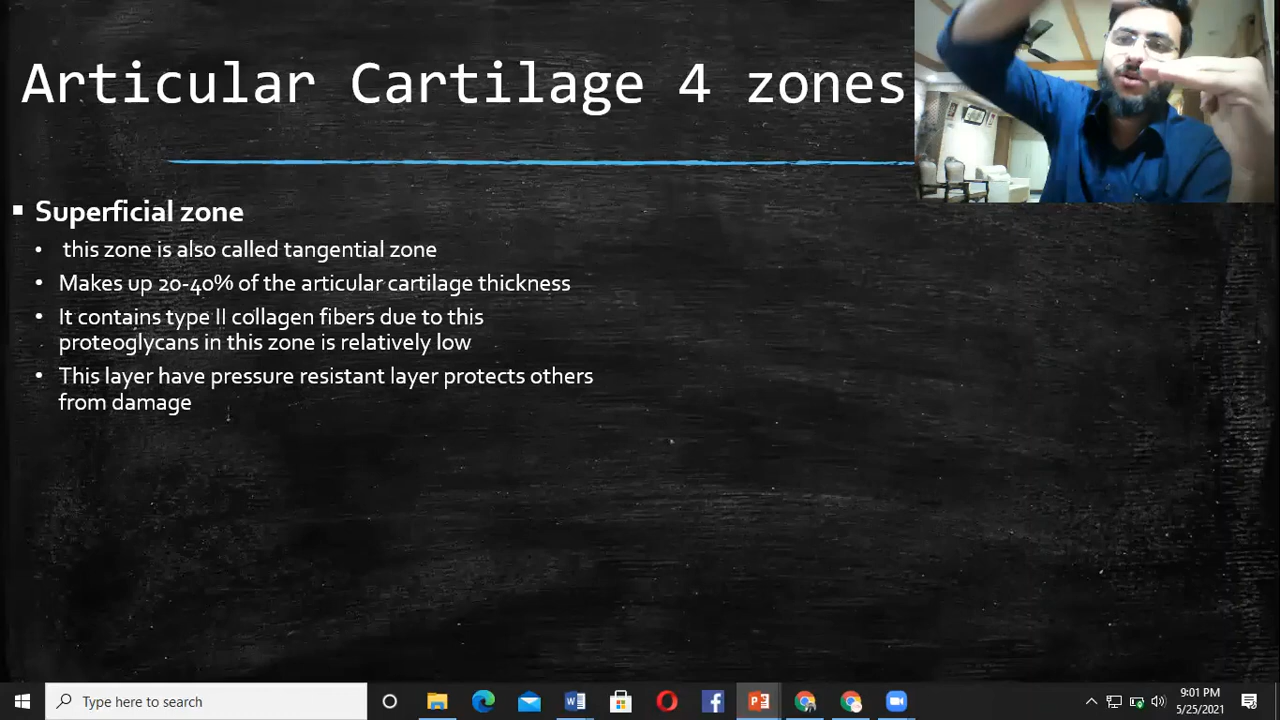 Articular Cartilage 4 zones
▪ Superficial zone
• this zone is also called tangential zone
• Makes up 20-40% of the articular cartilage thickness
• It contains type II collagen fibers due to this
proteoglycans in this zone is relatively low
• This layer have pressure resistant layer protects others
from damage
Type here to search
9:01 PM
5/25/2021